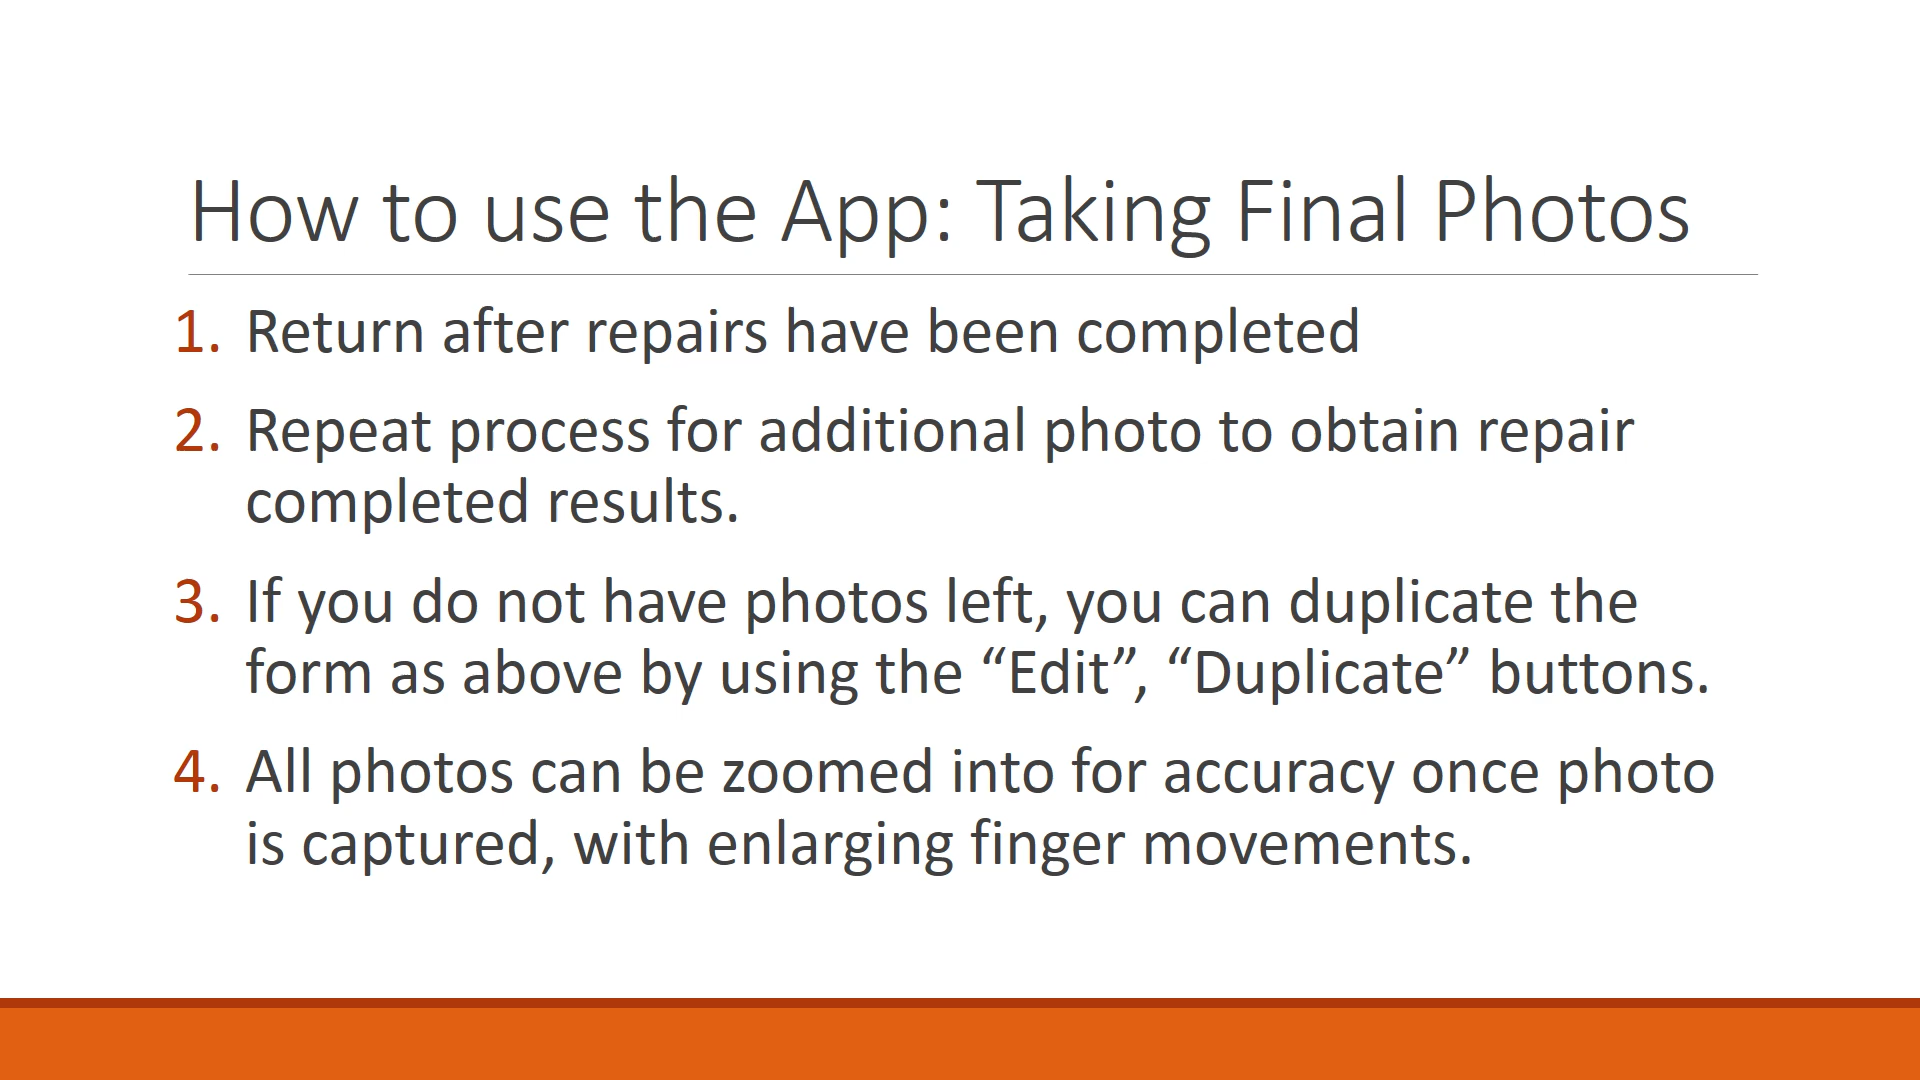 How to use the App: Taking Final Photos
1. Return after repairs have been completed
2. Repeat process for additional photo to obtain repair
completed results.
3. If you do not have photos left, you can duplicate the
form as above by using the “Edit”, “Duplicate” buttons.
4. All photos can be zoomed into for accuracy once photo
is captured, with enlarging finger movements.